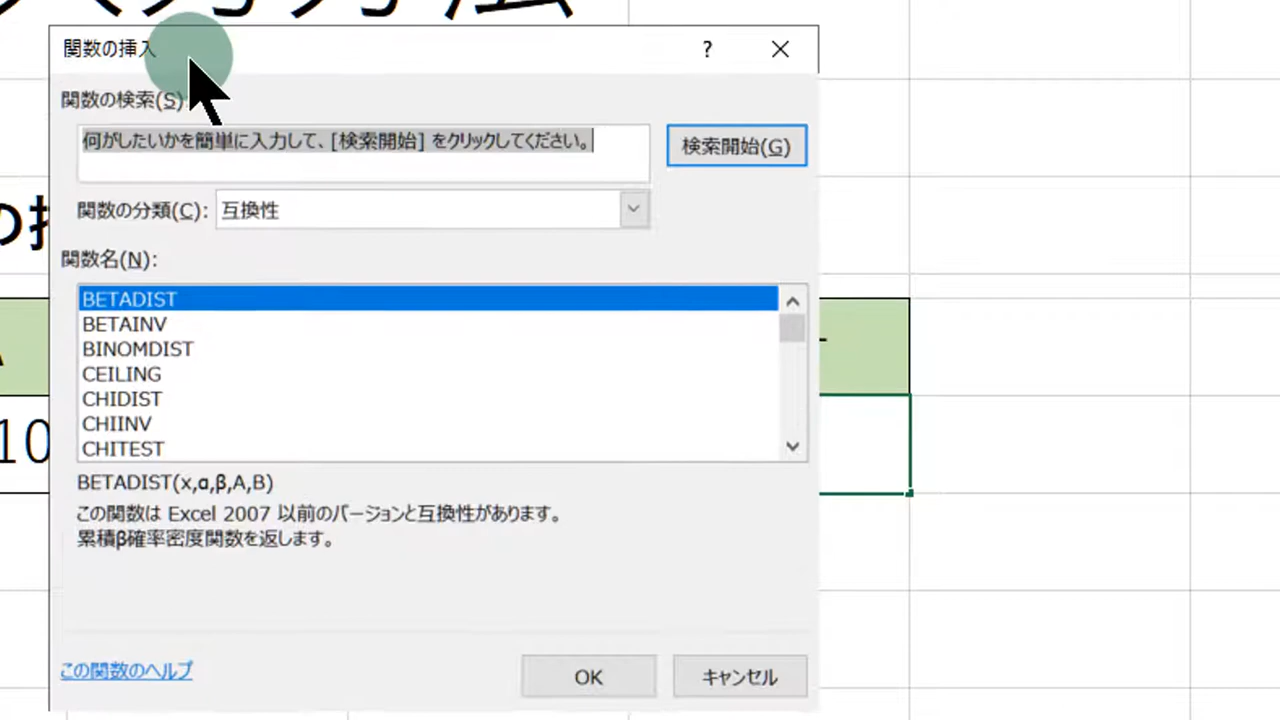 関数の挿入
?
関数の検索(S):
何がしたいかを簡単に入力して、[検索開始] をクリックしてください。
検索開始(G)
関数の分類(C):
互換性
関数名(N):
BETADIST
BETAINV
BINOMDIST
CEILING
CHIDIST
CHIINV
CHITEST
10
BETADIST(x,α,β,A,B)
この関数は Excel 2007 以前のバージョンと互換性があります。
累積β確率密度関数を返します。
この関数のヘルプ
OK
キャンセル